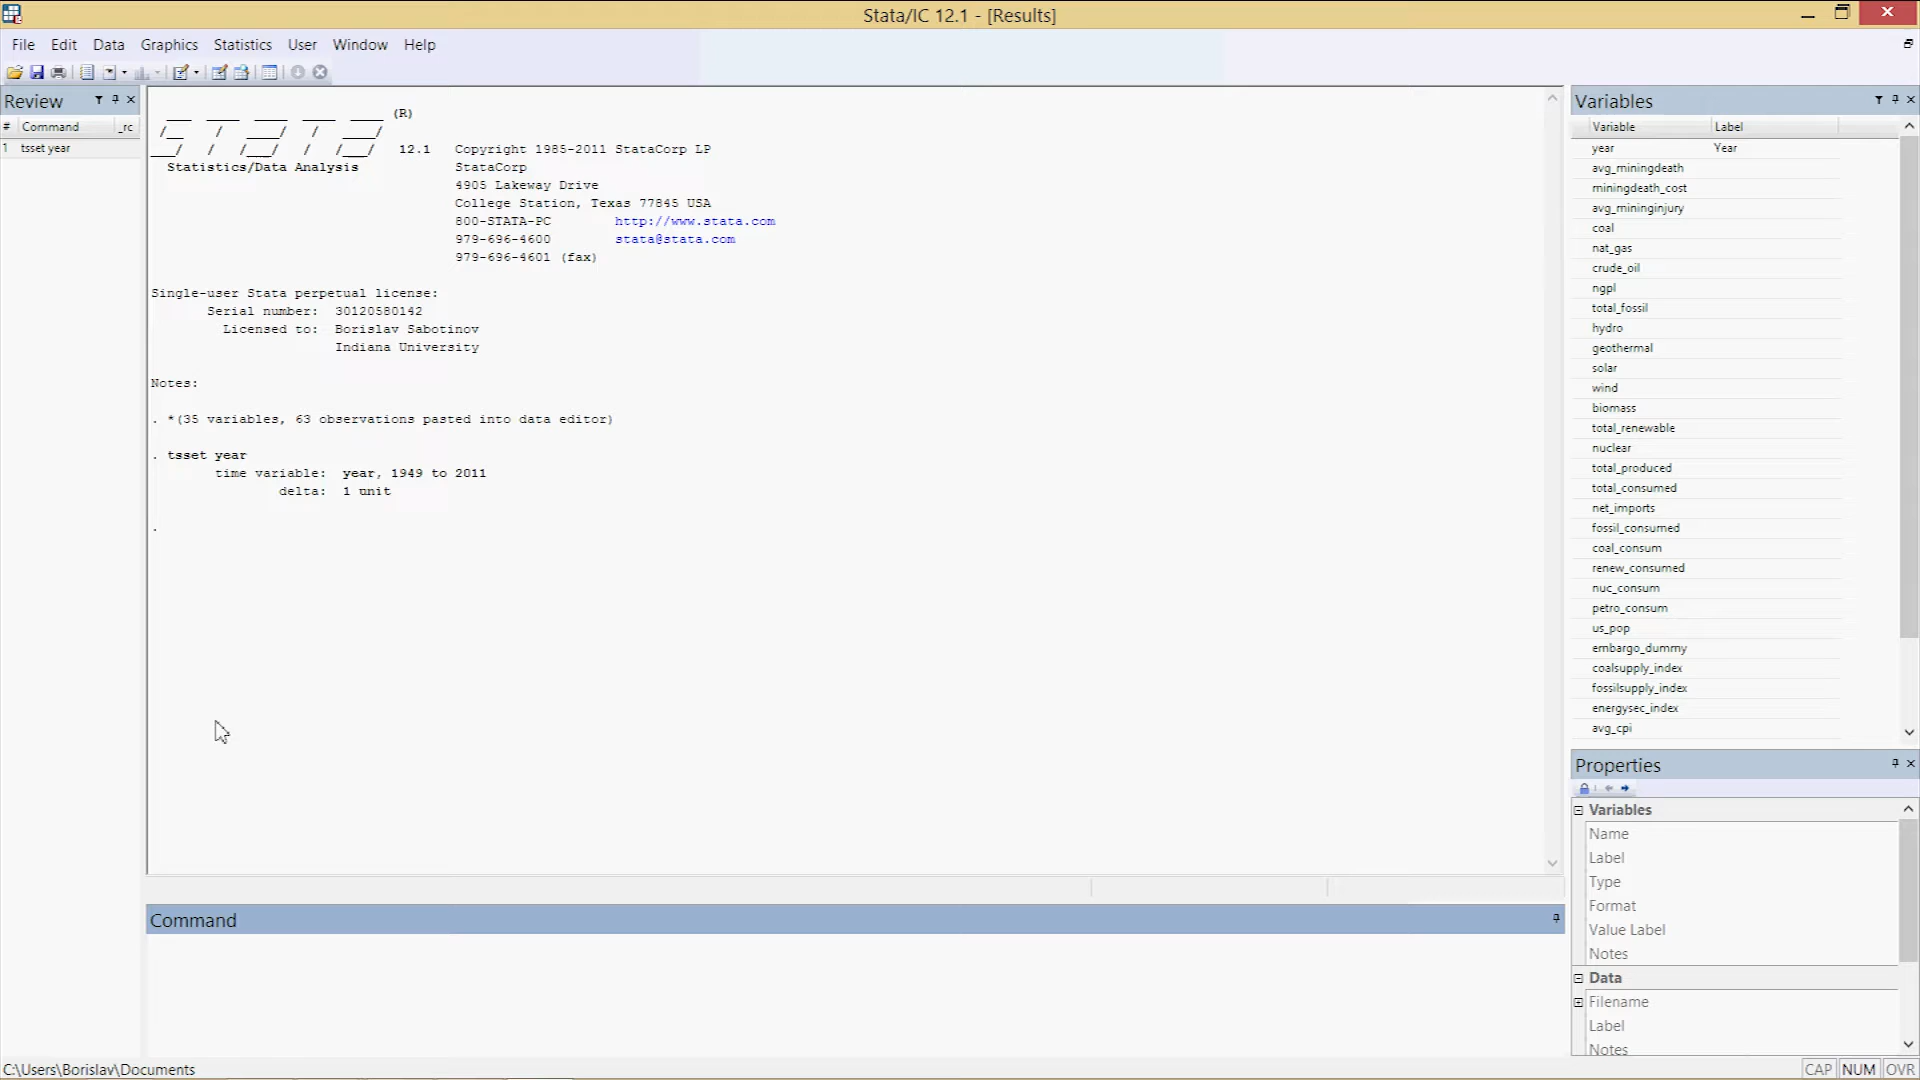 Stata/IC 12.1 - [Results]
File Edit Data Graphics Statistics User Window Help
Review
# Command _rc
1 tsset year
(R)
12.1 Copyright 1985-2011 StataCorp LP
Statistics/Data Analysis StataCorp
4905 Lakeway Drive
College Station, Texas 77845 USA
800-STATA-PC http://www.stata.com
979-696-4600 stata@stata.com
979-696-4601 (fax)
Single-user Stata perpetual license:
Serial number: 30120580142
Licensed to: Borislav Sabotinov
Indiana University
Notes:
. *(35 variables, 63 observations pasted into data editor)
. tsset year
time variable: year, 1949 to 2011
delta: 1 unit
.
Command
Variables
Variable Label
year Year
avg_miningdeath
miningdeath_cost
avg_mininginjury
coal
nat_gas
crude_oil
ngpl
total_fossil
hydro
geothermal
solar
wind
biomass
total_renewable
nuclear
total_produced
total_consumed
net_imports
fossil_consumed
coal_consum
renew_consumed
nuc_consum
petro_consum
us_pop
embargo_dummy
coalsupply_index
fossilsupply_index
energysec_index
avg_cpi
Properties
Variables
Name
Label
Type
Format
Value Label
Notes
Data
Filename
Label
Notes
C:\Users\Borislav\Documents
CAP NUM OVR